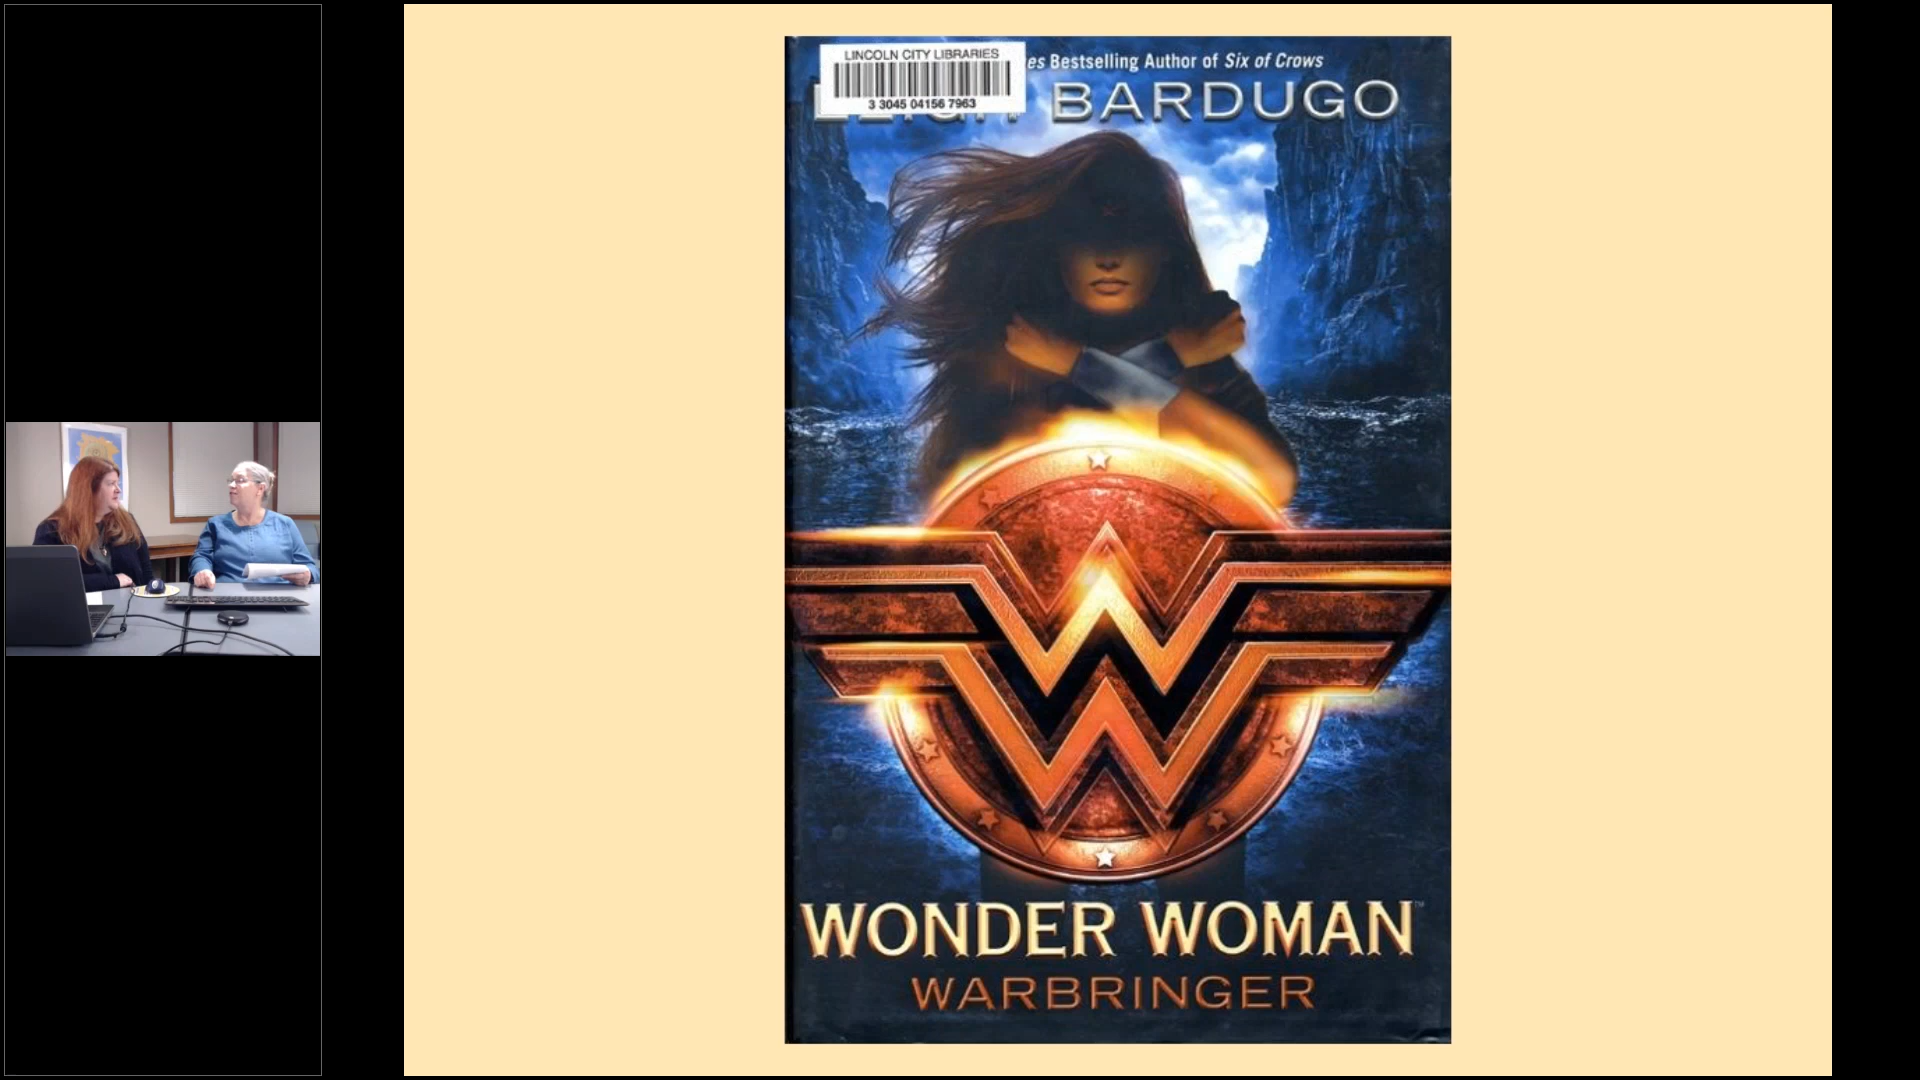 LINCOLN CITY LIBRARIES
3 3045 04156 7963
es Bestselling Author of Six of Crows
BARDUGO
WONDER WOMAN™
WARBRINGER